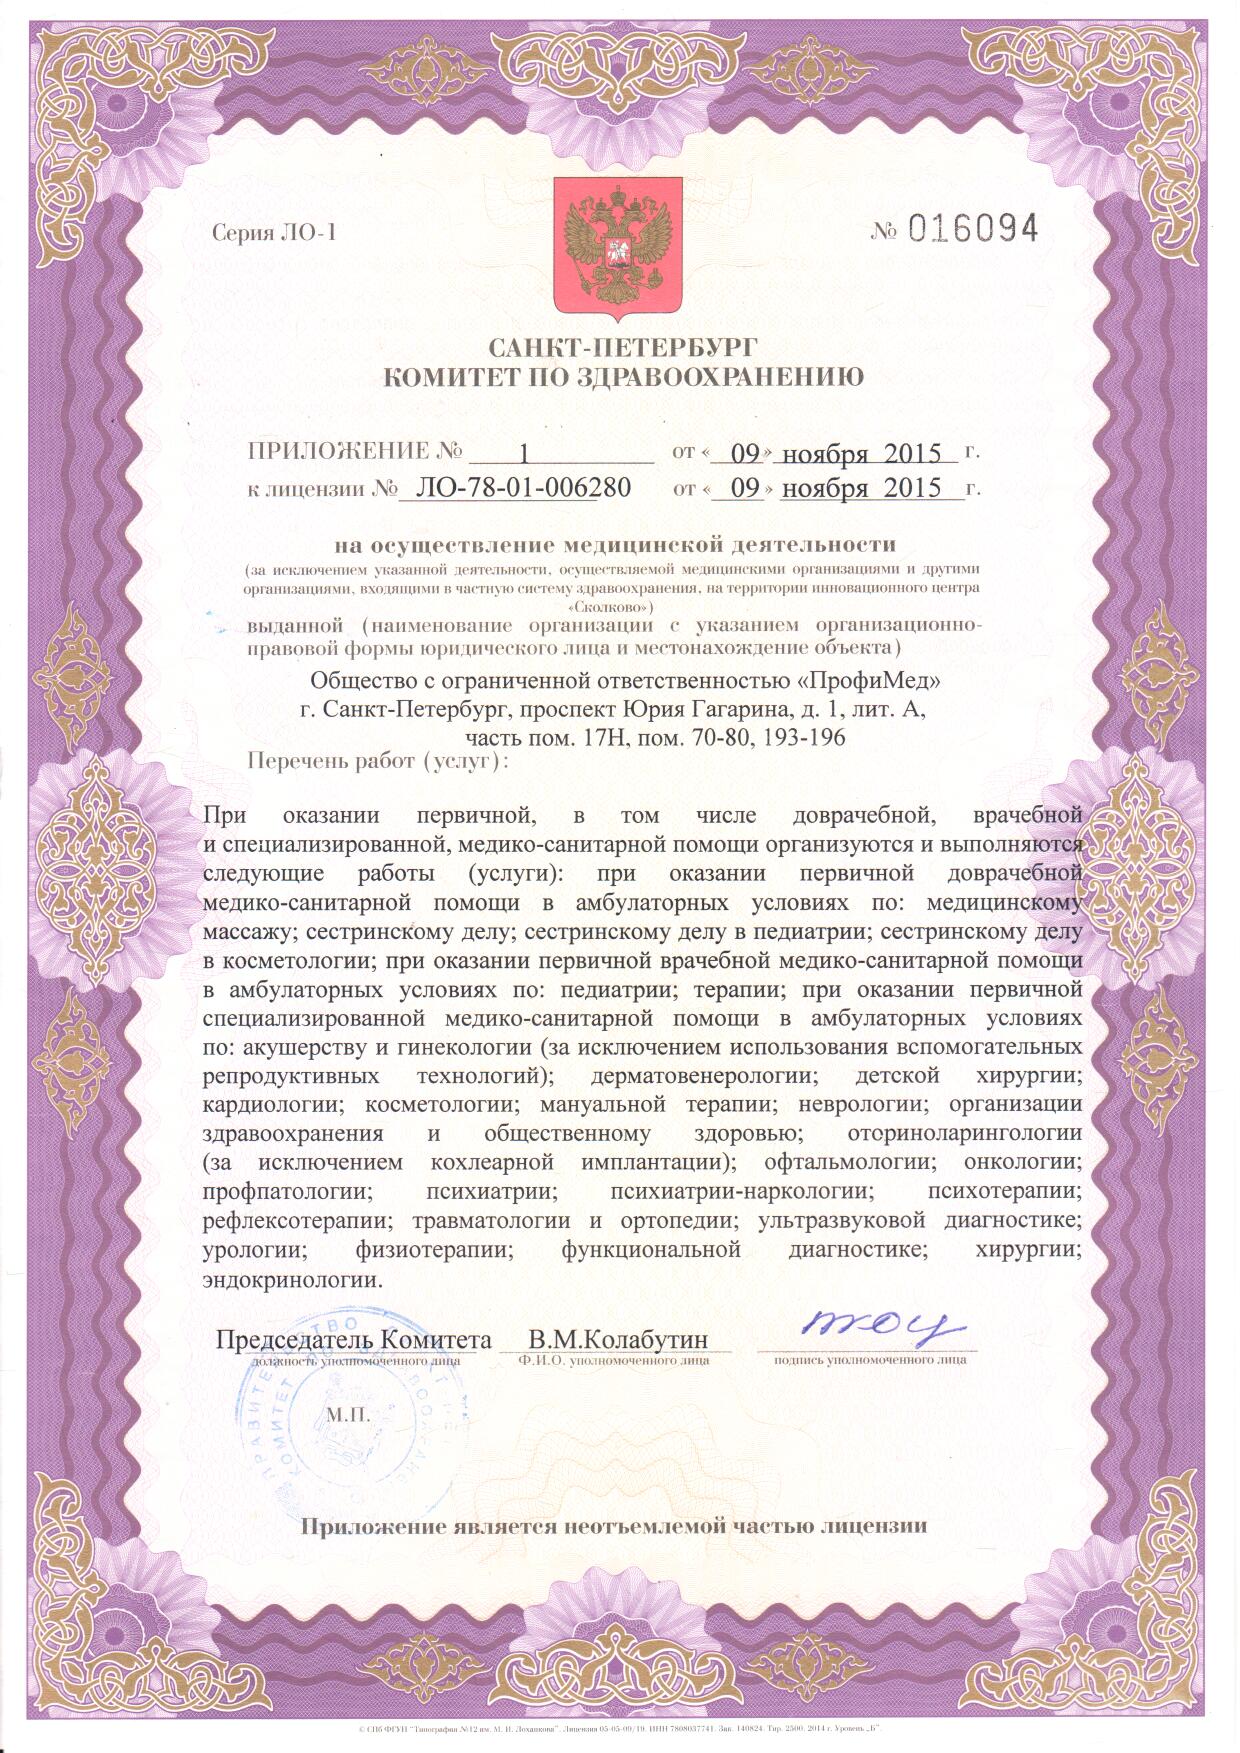 Серия ЛО-1
№ 016094
САНКТ-ПЕТЕРБУРГ
КОМИТЕТ ПО ЗДРАВООХРАНЕНИЮ
ПРИЛОЖЕНИЕ № 1 от « 09 » ноября 2015 г.
к лицензии № ЛО-78-01-006280 от « 09 » ноября 2015 г.
на осуществление медицинской деятельности
(за исключением указанной деятельности, осуществляемой медицинскими организациями и другими
организациями, входящими в частную систему здравоохранения, на территории инновационного центра
«Сколково»)
выданной (наименование организации с указанием организационно-
правовой формы юридического лица и местонахождение объекта)
Общество с ограниченной ответственностью «ПрофиМед»
г. Санкт-Петербург, проспект Юрия Гагарина, д. 1, лит. А,
часть пом. 17Н, пом. 70-80, 193-196
Перечень работ (услуг):
При оказании первичной, в том числе доврачебной, врачебной
и специализированной, медико-санитарной помощи организуются и выполняются
следующие работы (услуги): при оказании первичной доврачебной
медико-санитарной помощи в амбулаторных условиях по: медицинскому
массажу; сестринскому делу; сестринскому делу в педиатрии; сестринскому делу
в косметологии; при оказании первичной врачебной медико-санитарной помощи
в амбулаторных условиях по: педиатрии; терапии; при оказании первичной
специализированной медико-санитарной помощи в амбулаторных условиях
по: акушерству и гинекологии (за исключением использования вспомогательных
репродуктивных технологий); дерматовенерологии; детской хирургии;
кардиологии; косметологии; мануальной терапии; неврологии; организации
здравоохранения и общественному здоровью; оториноларингологии
(за исключением кохлеарной имплантации); офтальмологии; онкологии;
профпатологии; психиатрии; психиатрии-наркологии; психотерапии;
рефлексотерапии; травматологии и ортопедии; ультразвуковой диагностике;
урологии; физиотерапии; функциональной диагностике; хирургии;
эндокринологии.
Председатель Комитета В.М.Колабутин
должность уполномоченного лица Ф.И.О. уполномоченного лица подпись уполномоченного лица
М.П.
Приложение является неотъемлемой частью лицензии
© СПб ФГУП "Типография №12 им. М. И. Лоханкова". Лицензия 05-05-09/19. ИНН 7808037741. Зак. 140824. Тир. 2500. 2014 г. Уровень „Б".